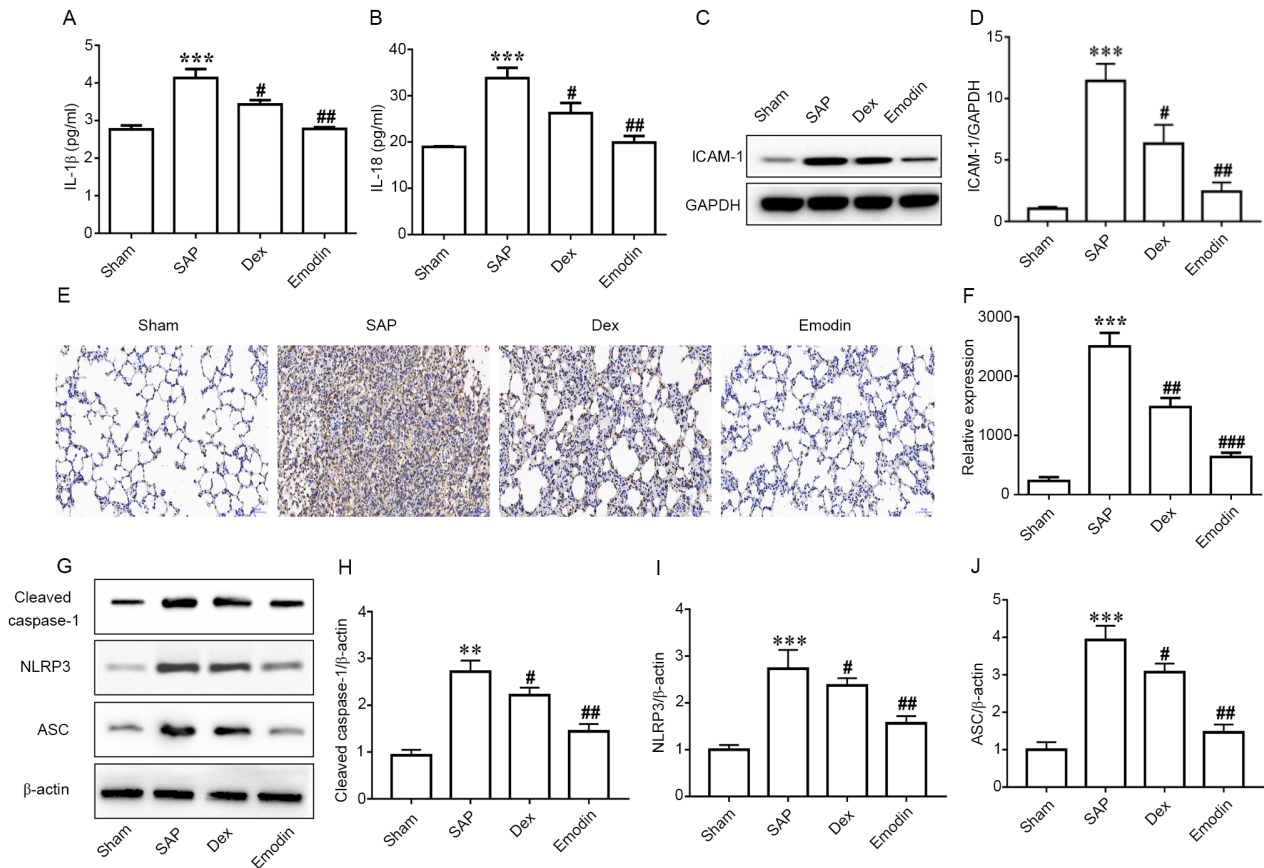 A
IL-1β (pg/ml)
5
4
3
2
1
0
***
#
##
Sham
SAP
Dex
Emodin
B
IL-18 (pg/ml)
40
30
20
10
0
***
#
##
Sham
SAP
Dex
Emodin
C
Sham
SAP
Dex
Emodin
ICAM-1
GAPDH
D
ICAM-1/GAPDH
15
10
5
0
***
#
##
Sham
SAP
Dex
Emodin
E
Sham
SAP
Dex
Emodin
F
Relative expression
3000
2000
1000
0
***
##
###
Sham
SAP
Dex
Emodin
G
Cleaved
caspase-1
NLRP3
ASC
β-actin
Sham
SAP
Dex
Emodin
H
Cleaved caspase-1/β-actin
4
3
2
1
0
**
#
##
Sham
SAP
Dex
Emodin
I
NLRP3/β-actin
4
3
2
1
0
***
#
##
Sham
SAP
Dex
Emodin
J
ASC/β-actin
5
4
3
2
1
0
***
#
##
Sham
SAP
Dex
Emodin